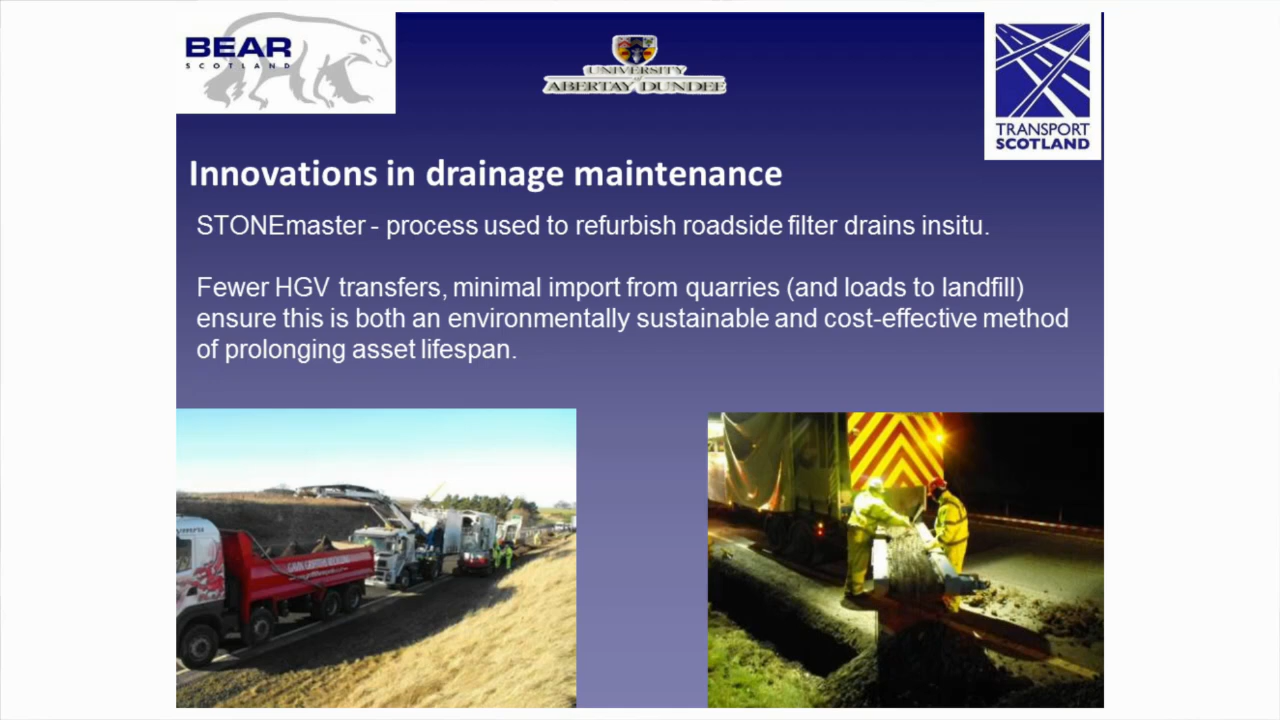 BEAR
SCOTLAND
UNIVERSITY
of
ABERTAY DUNDEE
TRANSPORT
SCOTLAND
Innovations in drainage maintenance
STONEmaster - process used to refurbish roadside filter drains insitu.
Fewer HGV transfers, minimal import from quarries (and loads to landfill)
ensure this is both an environmentally sustainable and cost-effective method
of prolonging asset lifespan.